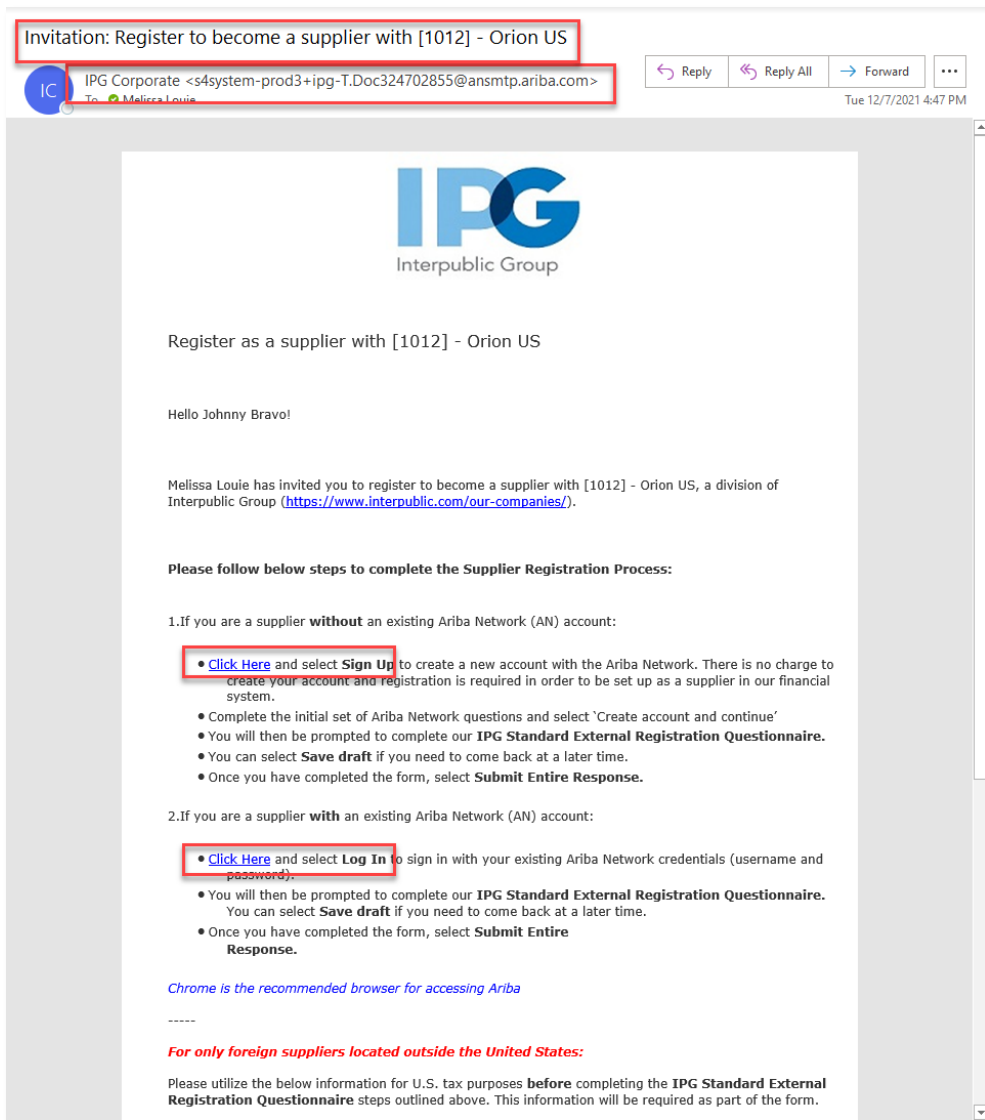 Invitation: Register to become a supplier with [1012] - Orion US
IC
IPG Corporate <s4system-prod3+ipg-T.Doc324702855@ansmtp.ariba.com>
To Melissa Louie
Reply
Reply All
Forward
Tue 12/7/2021 4:47 PM
IPG
Interpublic Group
Register as a supplier with [1012] - Orion US
Hello Johnny Bravo!
Melissa Louie has invited you to register to become a supplier with [1012] - Orion US, a division of
Interpublic Group (https://www.interpublic.com/our-companies/).
Please follow below steps to complete the Supplier Registration Process:
1.If you are a supplier without an existing Ariba Network (AN) account:
• Click Here and select Sign Up to create a new account with the Ariba Network. There is no charge to
create your account and registration is required in order to be set up as a supplier in our financial
system.
• Complete the initial set of Ariba Network questions and select ‘Create account and continue’
• You will then be prompted to complete our IPG Standard External Registration Questionnaire.
• You can select Save draft if you need to come back at a later time.
• Once you have completed the form, select Submit Entire Response.
2.If you are a supplier with an existing Ariba Network (AN) account:
• Click Here and select Log In to sign in with your existing Ariba Network credentials (username and
password).
• You will then be prompted to complete our IPG Standard External Registration Questionnaire.
You can select Save draft if you need to come back at a later time.
• Once you have completed the form, select Submit Entire
Response.
Chrome is the recommended browser for accessing Ariba
-----
For only foreign suppliers located outside the United States:
Please utilize the below information for U.S. tax purposes before completing the IPG Standard External
Registration Questionnaire steps outlined above. This information will be required as part of the form.